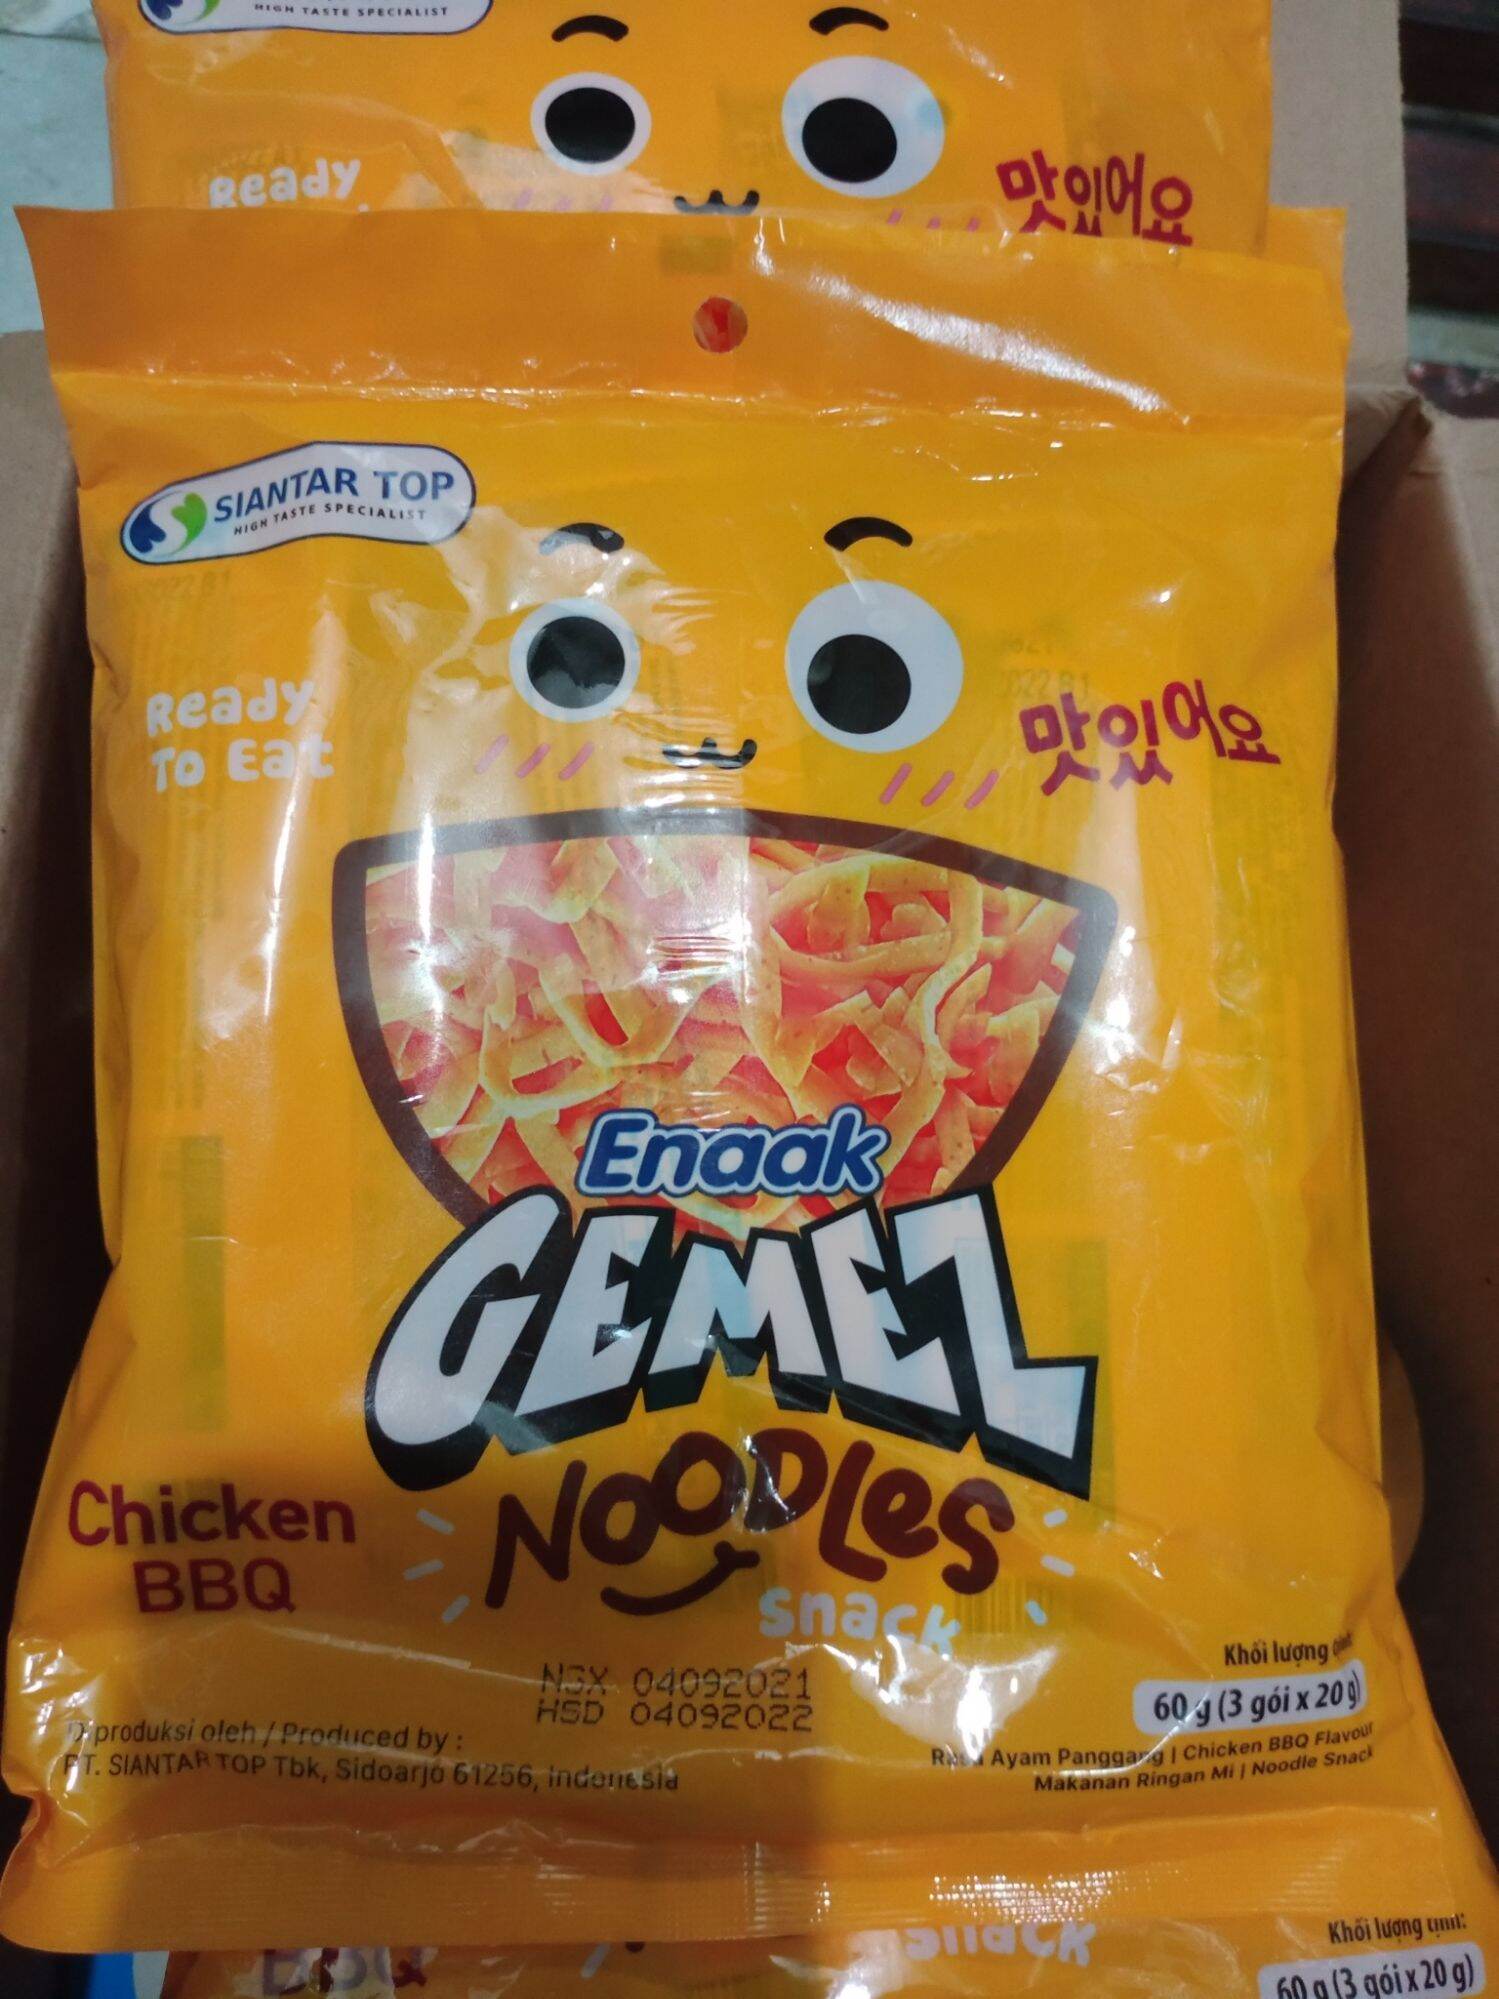 HIGH TASTE SPECIALIST
Ready
맛있어요
SIANTAR TOP
HIGH TASTE SPECIALIST
Ready
To Eat
맛있어요
Enaak
GEMEZ
NOODLES
snack
Chicken
BBQ
NSX 04092021
HSD 04092022
Diproduksi oleh / Produced by :
PT. SIANTAR TOP Tbk, Sidoarjo 61256, Indonesia
Khối lượng tịnh:
60 g (3 gói x 20 g)
Rasa Ayam Panggang | Chicken BBQ Flavour
Makanan Ringan Mi | Noodle Snack
BBQ
snack
Khối lượng tịnh:
60 g (3 gói x 20 g)